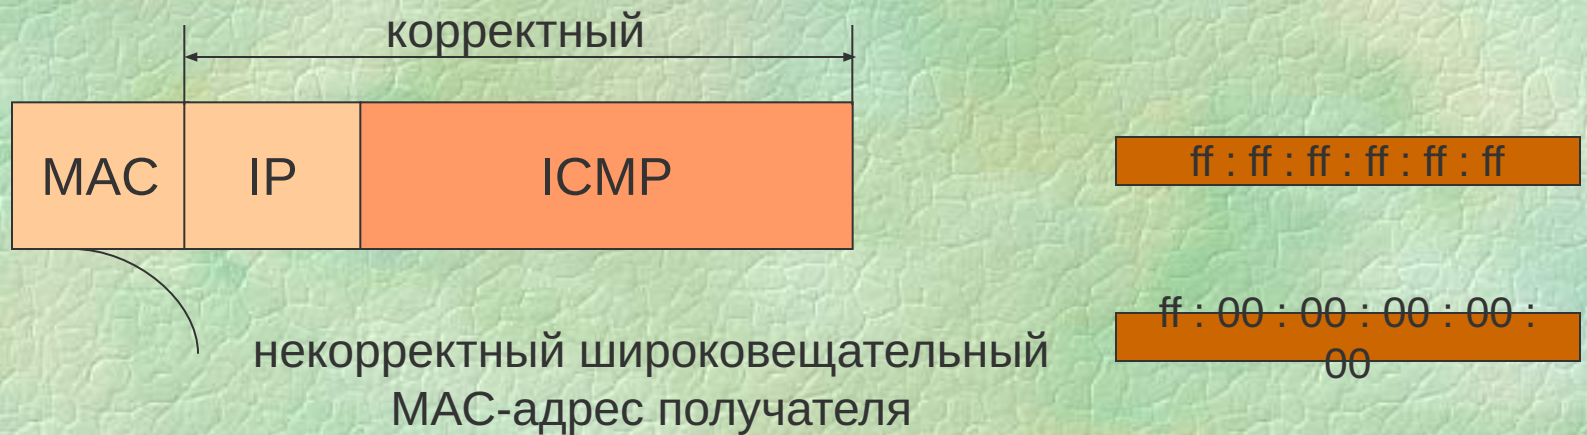 корректный
MAC IP ICMP
ff : ff : ff : ff : ff : ff
ff : 00 : 00 : 00 : 00 :
00
некорректный широковещательный
MAC-адрес получателя